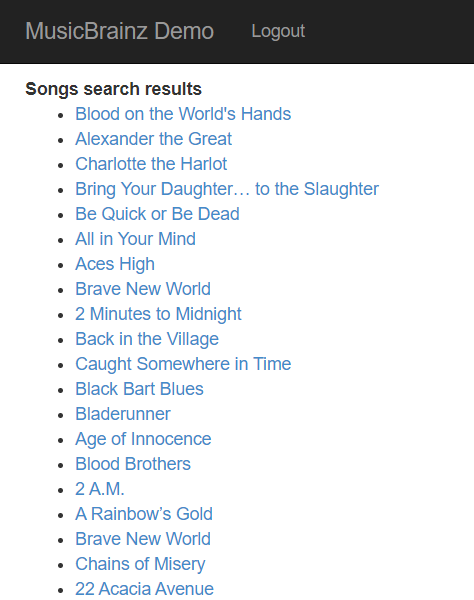 MusicBrainz Demo Logout
Songs search results
Blood on the World's Hands
Alexander the Great
Charlotte the Harlot
Bring Your Daughter… to the Slaughter
Be Quick or Be Dead
All in Your Mind
Aces High
Brave New World
2 Minutes to Midnight
Back in the Village
Caught Somewhere in Time
Black Bart Blues
Bladerunner
Age of Innocence
Blood Brothers
2 A.M.
A Rainbow’s Gold
Brave New World
Chains of Misery
22 Acacia Avenue